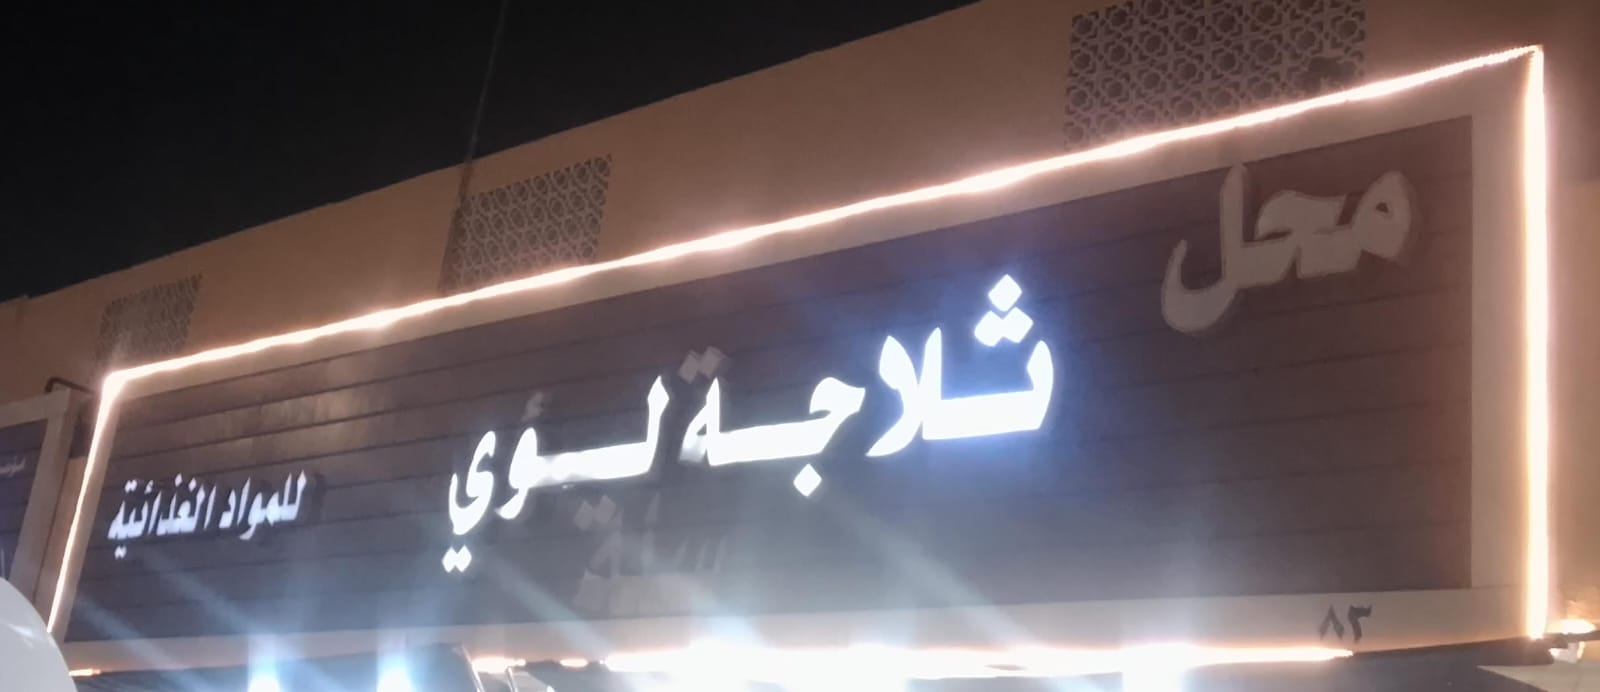 محل
ثلاجة لؤي
للمواد الغذائية
٨٣